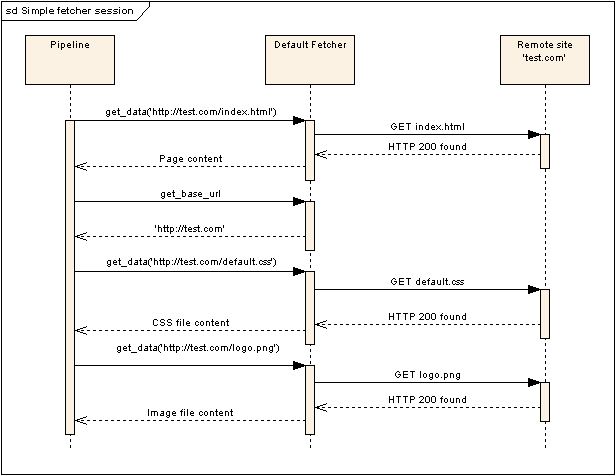 sd Simple fetcher session
Pipeline
Default Fetcher
Remote site
'test.com'
get_data('http://test.com/index.html')
GET index.html
HTTP 200 found
Page content
get_base_url
'http://test.com'
get_data('http://test.com/default.css')
GET default.css
HTTP 200 found
CSS file content
get_data('http://test.com/logo.png')
GET logo.png
HTTP 200 found
Image file content